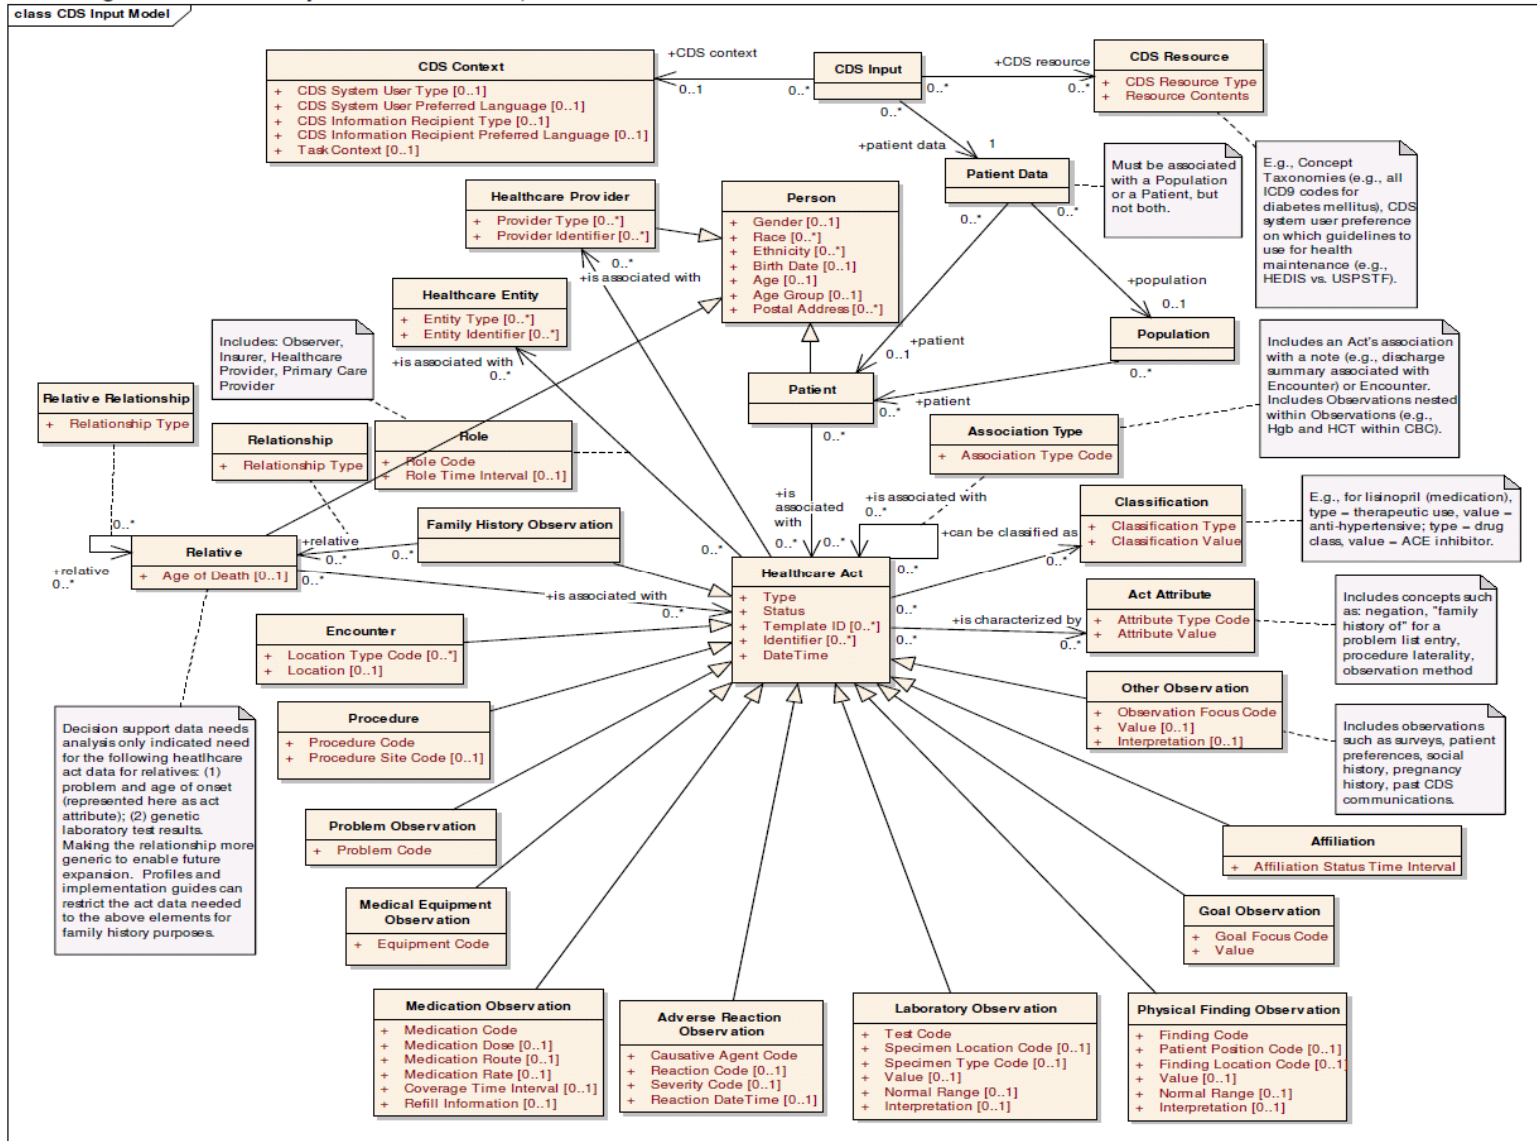 class CDS Input Model
CDS Context
+ CDS System User Type [0..1]
+ CDS System User Preferred Language [0..1]
+ CDS Information Recipient Type [0..1]
+ CDS Information Recipient Preferred Language [0..1]
+ TaskContext [0..1]
+CDS context
0..1
0..*
CDS Input
0..*
0..*
+CDS resource
0..*
CDS Resource
+ CDS Resource Type
+ Resource Contents
+patient data
1
Patient Data
0..*
0..*
Must be associated
with a Population
or a Patient, but
not both.
E.g., Concept
Taxonomies (e.g., all
ICD9 codes for
diabetes mellitus), CDS
system user preference
on which guidelines to
use for health
maintenance (e.g.,
HEDIS vs. USPSTF).
Healthcare Provider
+ Provider Type [0..*]
+ Provider Identifier [0..*]
0..*
+is associated with
Person
+ Gender [0..1]
+ Race [0..*]
+ Ethnicity [0..*]
+ Birth Date [0..1]
+ Age [0..1]
+ Age Group [0..1]
+ Postal Address [0..*]
Healthcare Entity
+ Entity Type [0..*]
+ Entity Identifier [0..*]
+is associated with
0..*
+population
0..1
Population
0..*
+patient
0..1
Patient
0..*
+patient
0..*
Includes: Observer,
Insurer, Healthcare
Provider, Primary Care
Provider
Includes an Act's association
with a note (e.g., discharge
summary associated with
Encounter) or Encounter.
Includes Observations nested
within Observations (e.g.,
Hgb and HCT within CBC).
Relative Relationship
+ Relationship Type
Relationship
+ Relationship Type
Role
+ Role Code
+ Role Time Interval [0..1]
Association Type
+ Association Type Code
+is
associated
with
0..*
0..*
+is associated with
0..*
0..*
+can be classified as
0..*
Classification
+ Classification Type
+ Classification Value
E.g., for lisinopril (medication),
type = therapeutic use, value =
anti-hypertensive; type = drug
class, value = ACE inhibitor.
Family History Observation
0..*
0..*
+relative
0..*
0..*
Relative
+ Age of Death [0..1]
+relative
0..*
0..*
+is associated with
0..*
0..*
Healthcare Act
+ Type
+ Status
+ Template ID [0..*]
+ Identifier [0..*]
+ DateTime
0..*
+is characterized by
0..*
0..*
Act Attribute
+ Attribute Type Code
+ Attribute Value
Includes concepts such
as: negation, "family
history of" for a
problem list entry,
procedure laterality,
observation method
Encounter
+ Location Type Code [0..*]
+ Location [0..1]
Other Observation
+ Observation Focus Code
+ Value [0..1]
+ Interpretation [0..1]
Includes observations
such as surveys, patient
preferences, social
history, pregnancy
history, past CDS
communications.
Procedure
+ Procedure Code
+ Procedure Site Code [0..1]
Decision support data needs
analysis only indicated need
for the following heatlhcare
act data for relatives: (1)
problem and age of onset
(represented here as act
attribute); (2) genetic
laboratory test results.
Making the relationship more
generic to enable future
expansion. Profiles and
implementation guides can
restrict the act data needed
to the above elements for
family history purposes.
Problem Observation
+ Problem Code
Affiliation
+ Affiliation Status Time Interval
Medical Equipment
Observation
+ Equipment Code
Goal Observation
+ Goal Focus Code
+ Value
Medication Observation
+ Medication Code
+ Medication Dose [0..1]
+ Medication Route [0..1]
+ Medication Rate [0..1]
+ Coverage Time Interval [0..1]
+ Refill Information [0..1]
Adverse Reaction
Observation
+ Causative Agent Code
+ Reaction Code [0..1]
+ Severity Code [0..1]
+ Reaction DateTime [0..1]
Laboratory Observation
+ Test Code
+ Specimen Location Code [0..1]
+ Specimen Type Code [0..1]
+ Value [0..1]
+ Normal Range [0..1]
+ Interpretation [0..1]
Physical Finding Observation
+ Finding Code
+ Patient Position Code [0..1]
+ Finding Location Code [0..1]
+ Value [0..1]
+ Normal Range [0..1]
+ Interpretation [0..1]